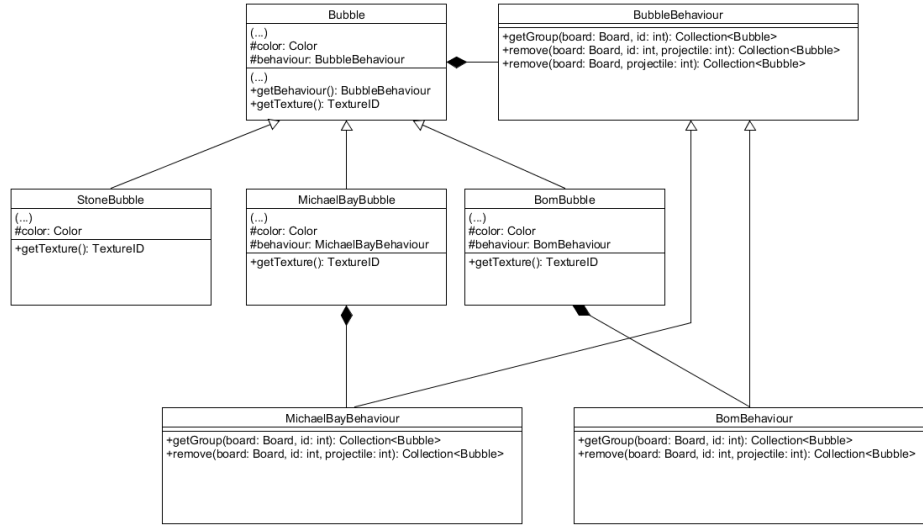 Bubble
(...)
#color: Color
#behaviour: BubbleBehaviour
(...)
+getBehaviour(): BubbleBehaviour
+getTexture(): TextureID
BubbleBehaviour
+getGroup(board: Board, id: int): Collection<Bubble>
+remove(board: Board, id: int, projectile: int): Collection<Bubble>
+remove(board: Board, projectile: int): Collection<Bubble>
StoneBubble
(...)
#color: Color
+getTexture(): TextureID
MichaelBayBubble
(...)
#color: Color
#behaviour: MichaelBayBehaviour
+getTexture(): TextureID
BomBubble
(...)
#color: Color
#behaviour: BomBehaviour
+getTexture(): TextureID
MichaelBayBehaviour
+getGroup(board: Board, id: int): Collection<Bubble>
+remove(board: Board, id: int, projectile: int): Collection<Bubble>
BomBehaviour
+getGroup(board: Board, id: int): Collection<Bubble>
+remove(board: Board, id: int, projectile: int): Collection<Bubble>